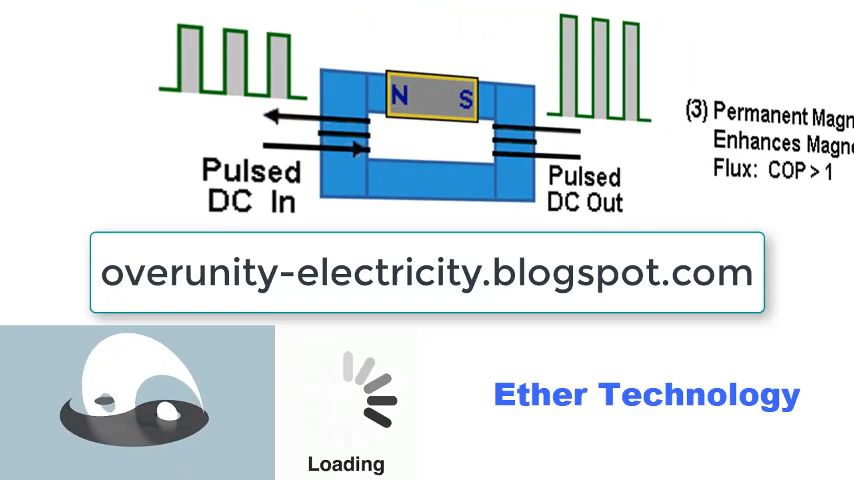 N S
(3) Permanent Magn
Enhances Magne
Flux: COP > 1
Pulsed
DC In
Pulsed
DC Out
overunity-electricity.blogspot.com
Ether Technology
Loading